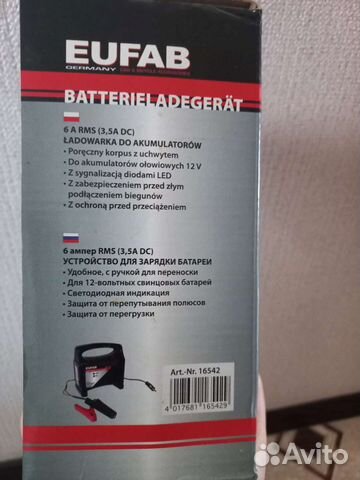 EUFAB
GERMANY CAR & BICYCLE ACCESSORIES
BATTERIELADEGERÄT
6 A RMS (3,5A DC)
ŁADOWARKA DO AKUMULATORÓW
• Poręczny korpus z uchwytem
• Do akumulatorów ołowiowych 12 V
• Z sygnalizacją diodami LED
• Z zabezpieczeniem przed złym
podłączeniem biegunów
• Z ochroną przed przeciążeniem
6 ампер RMS (3,5A DC)
УСТРОЙСТВО ДЛЯ ЗАРЯДКИ БАТАРЕИ
• Удобное, с ручкой для переноски
• Для 12-вольтных свинцовых батарей
• Светодиодная индикация
• Защита от перепутывания полюсов
• Защита от перегрузки
EUFAB
Art.-Nr. 16542
4 017681 165429
Avito